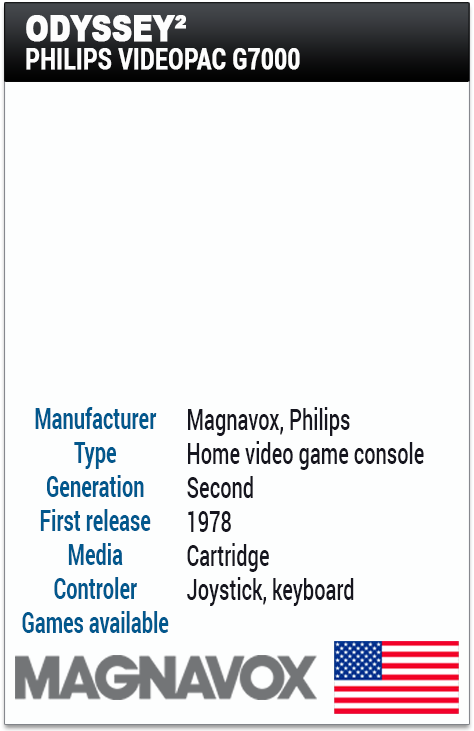 ODYSSEY²
PHILIPS VIDEOPAC G7000
Manufacturer Magnavox, Philips
Type Home video game console
Generation Second
First release 1978
Media Cartridge
Controler Joystick, keyboard
Games available
MAGNAVOX